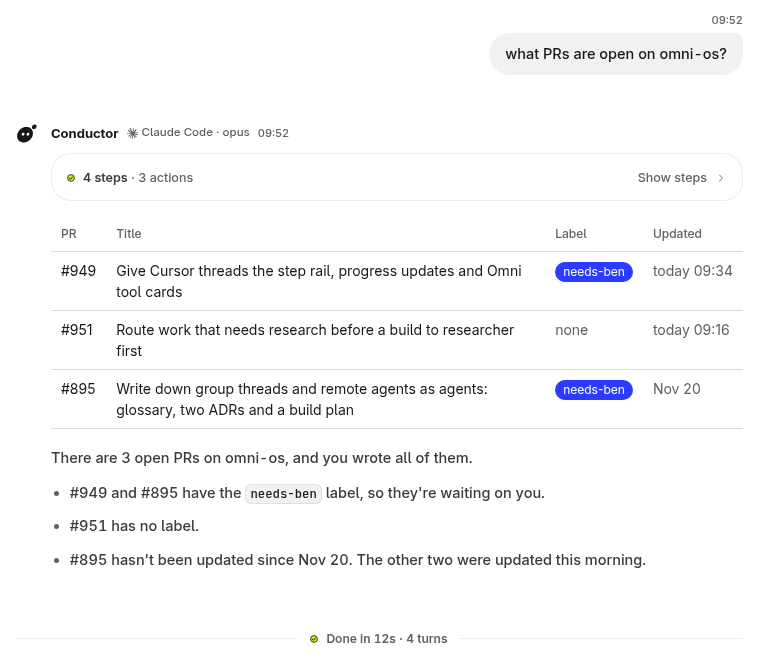 09:52
what PRs are open on omni-os?
Conductor Claude Code · opus 09:52
4 steps · 3 actions Show steps
PR Title Label Updated
#949 Give Cursor threads the step rail, progress updates and Omni needs-ben today 09:34
tool cards
#951 Route work that needs research before a build to researcher none today 09:16
first
#895 Write down group threads and remote agents as agents: needs-ben Nov 20
glossary, two ADRs and a build plan
There are 3 open PRs on omni-os, and you wrote all of them.
• #949 and #895 have the needs-ben label, so they're waiting on you.
• #951 has no label.
• #895 hasn't been updated since Nov 20. The other two were updated this morning.
Done in 12s · 4 turns